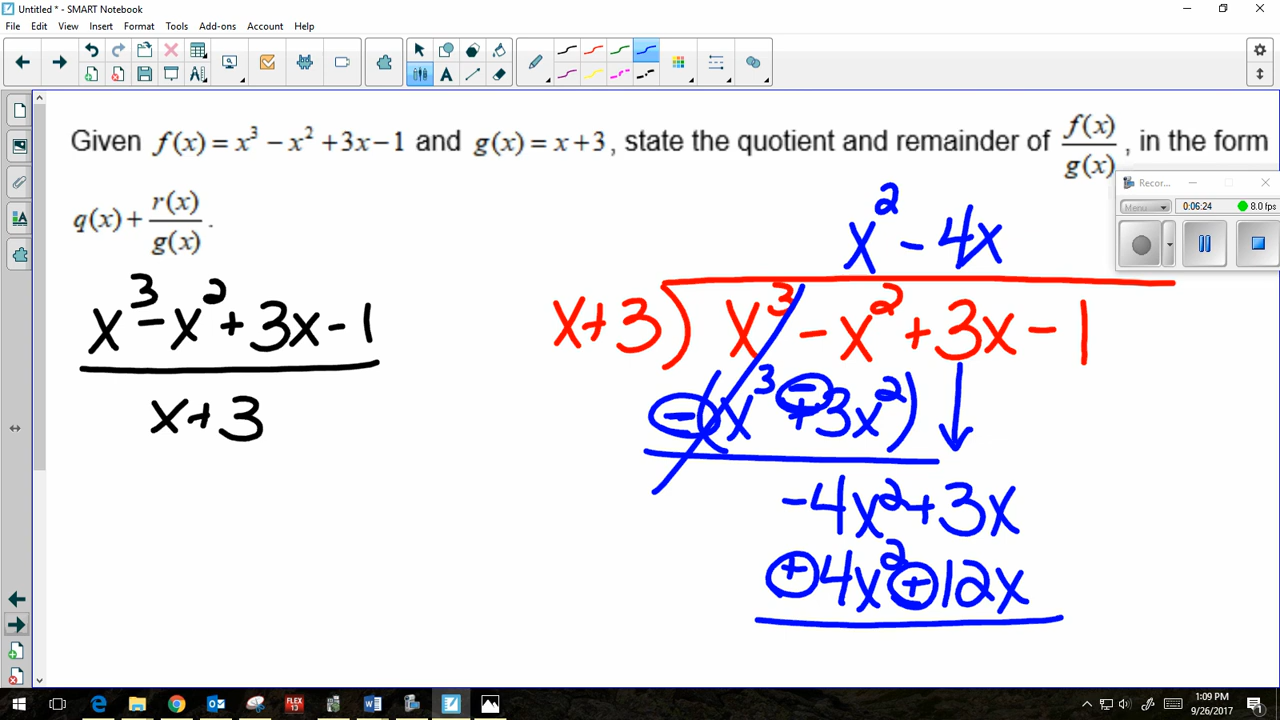 Untitled * - SMART Notebook
File Edit View Insert Format Tools Add-ons Account Help
Given f(x) = x³ − x² + 3x − 1 and g(x) = x + 3, state the quotient and remainder of f(x)/g(x), in the form
q(x) + r(x)/g(x).
Recor...
Menu 0:06:24 8.0 fps
x³ − x² + 3x − 1
x + 3
x² − 4x
x + 3 ) x³ − x² + 3x − 1
− (x³ + − 3x²)
−4x² + 3x
+ 4x² + 12x
FLEX
13
1:09 PM
9/26/2017